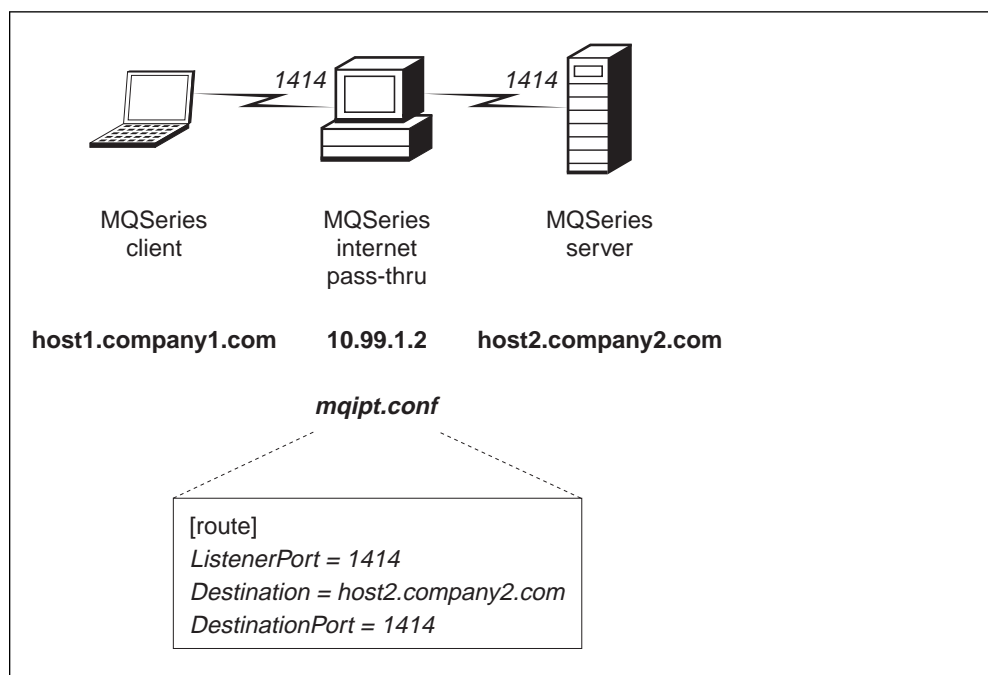 1414
1414
MQSeries
client
MQSeries
internet
pass-thru
MQSeries
server
host1.company1.com
10.99.1.2
host2.company2.com
mqipt.conf
[route]
ListenerPort = 1414
Destination = host2.company2.com
DestinationPort = 1414